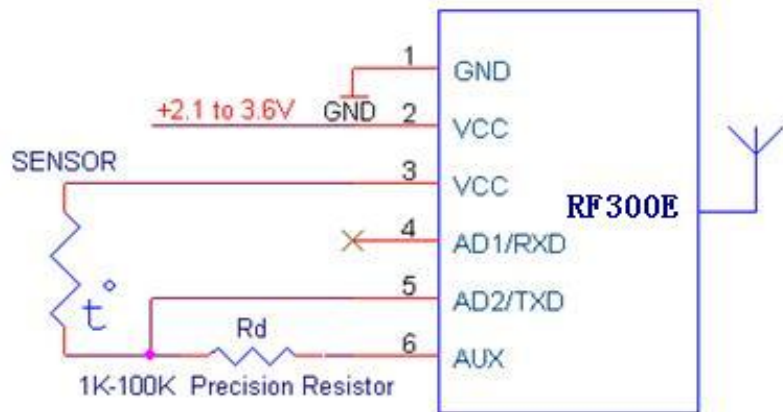 1 GND
+2.1 to 3.6V GND 2 VCC
SENSOR
3 VCC
RF300E
4 AD1/RXD
5 AD2/TXD
t°
Rd
6 AUX
1K-100K Precision Resistor